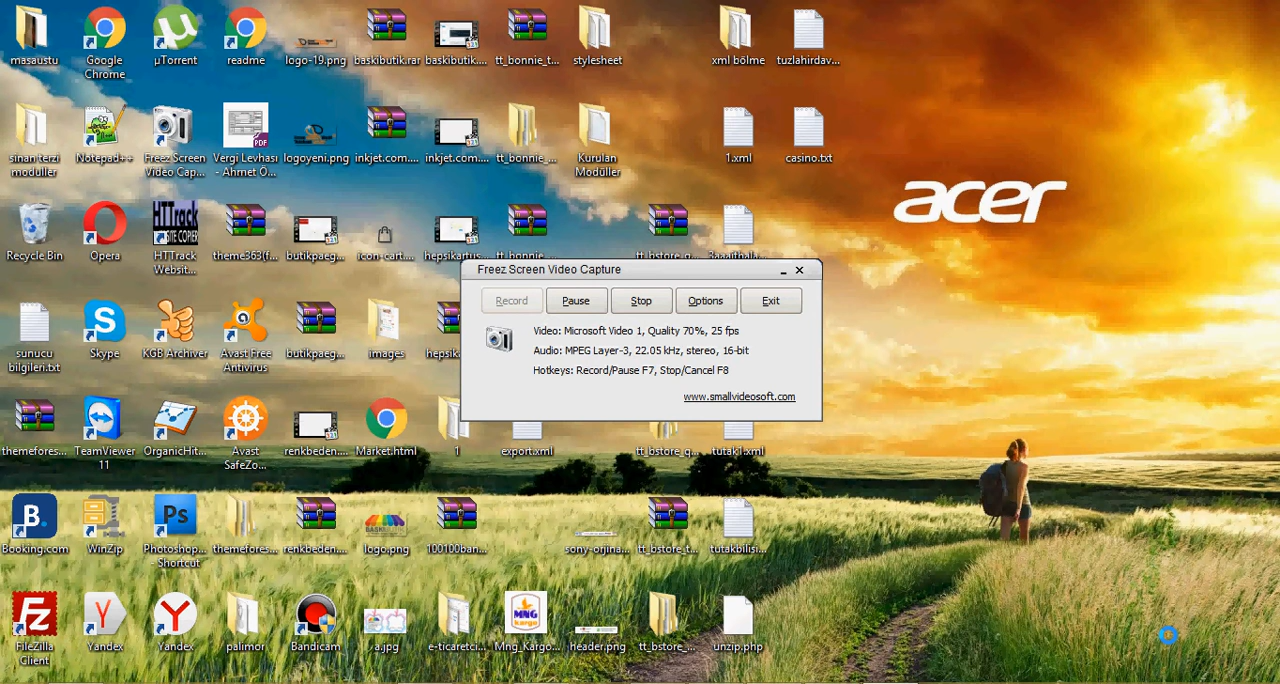 masaustu
Google Chrome
µTorrent
readme
logo-19.png
baskibutik.rar
baskibutik....
tt_bonnie_t...
stylesheet
xml bölme
tuzlahirdav...
sinan terzi moduller
Notepad++
Freez Screen Video Cap...
Vergi Levhası - Ahmet O...
logoyeni.png
inkjet.com....
inkjet.com....
tt_bonnie_...
Kurulan Modüller
1.xml
casino.txt
acer
Recycle Bin
Opera
HTTrack Websit...
theme363(f...
butikpaeg...
icon-cart....
hepsikartus...
Freez Screen Video Capture
Record
Pause
Stop
Options
Exit
Video: Microsoft Video 1, Quality 70%, 25 fps
Audio: MPEG Layer-3, 22.05 kHz, stereo, 16-bit
Hotkeys: Record/Pause F7, Stop/Cancel F8
www.smallvideosoft.com
sunucu bilgileri.txt
Skype
KGB Archiver
Avast Free Antivirus
butikpaeg...
images
themefores...
TeamViewer 11
OrganicHit...
Avast SafeZo...
renkbeden....
Market.html
1
export.xml
tt_bstore_g...
tutak1.xml
Booking.com
WinZip
Photoshop... - Shortcut
themefores...
renkbeden....
logo.png
100100ban...
sony-orjina...
tt_bstore_t...
tutakbilisi...
FileZilla Client
Yandex
Yandex
palimor
Bandicam
a.jpg
e-ticaretci...
Mng_Kargo...
header.png
tt_bstore_...
unzip.php